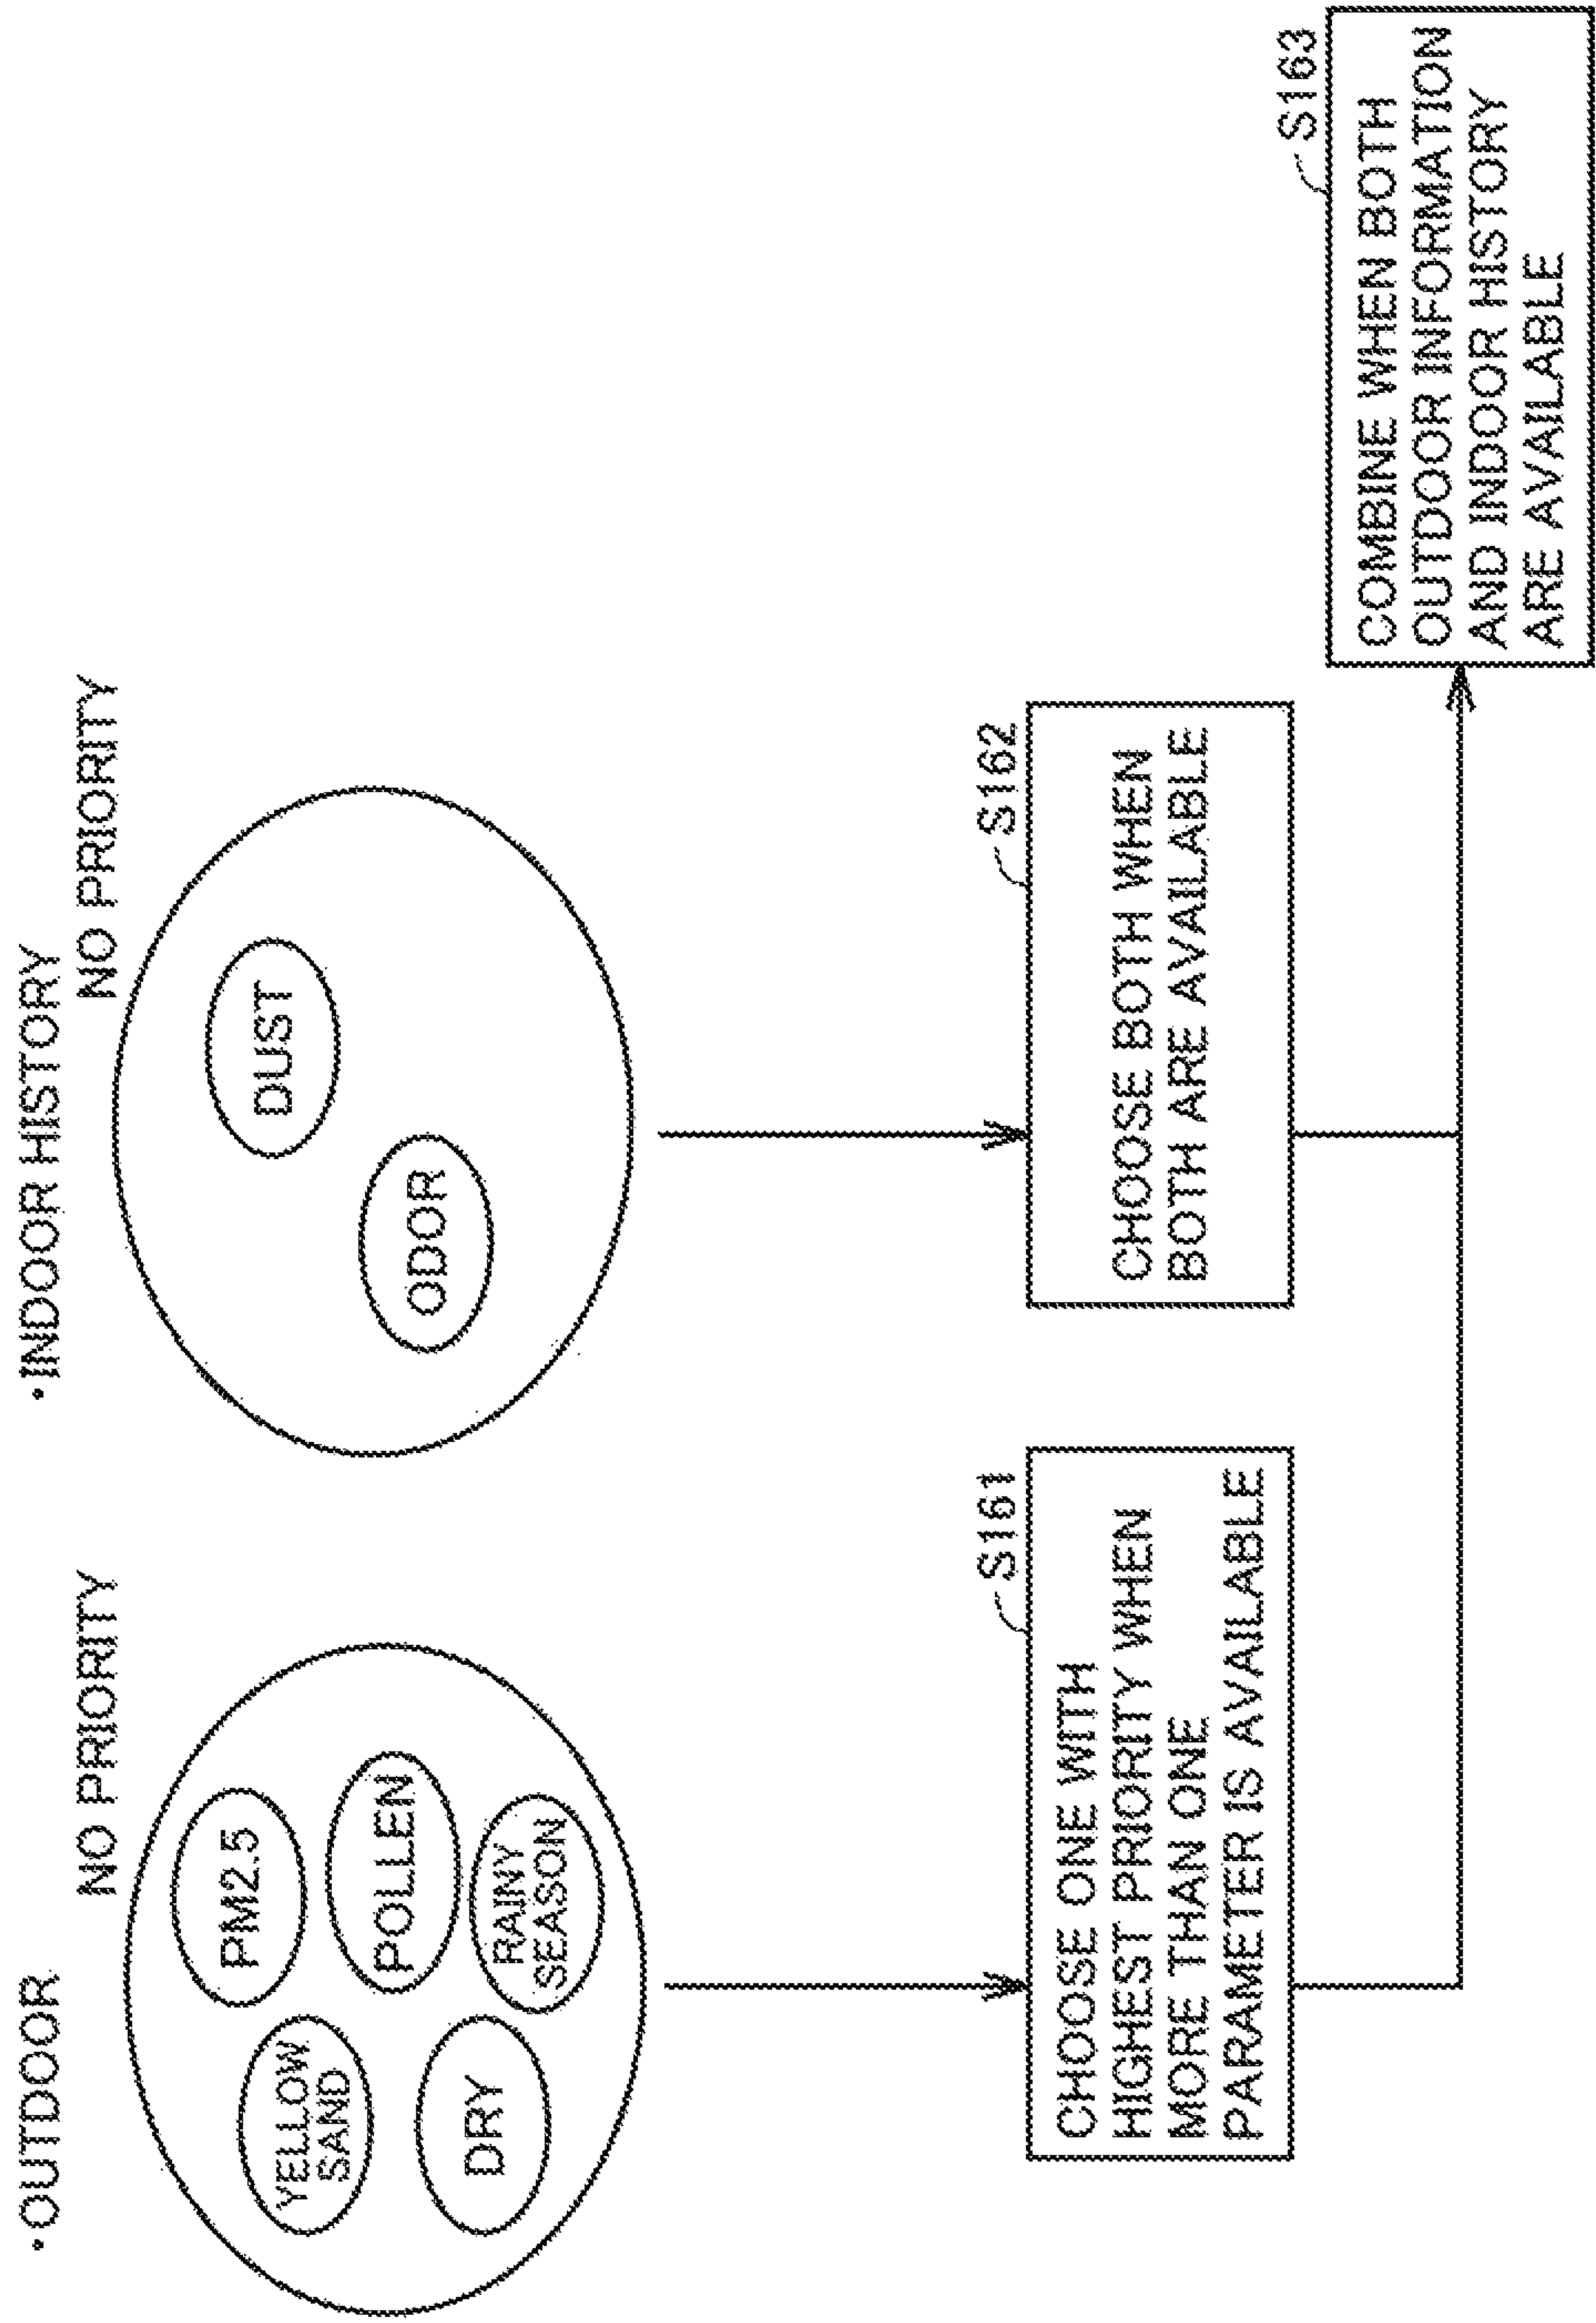 •OUTDOOR
NO PRIORITY
YELLOW
SAND
PM2.5
POLLEN
DRY
RAINY
SEASON
•INDOOR HISTORY
NO PRIORITY
DUST
ODOR
S161
CHOOSE ONE WITH
HIGHEST PRIORITY WHEN
MORE THAN ONE
PARAMETER IS AVAILABLE
S162
CHOOSE BOTH WHEN
BOTH ARE AVAILABLE
S163
COMBINE WHEN BOTH
OUTDOOR INFORMATION
AND INDOOR HISTORY
ARE AVAILABLE